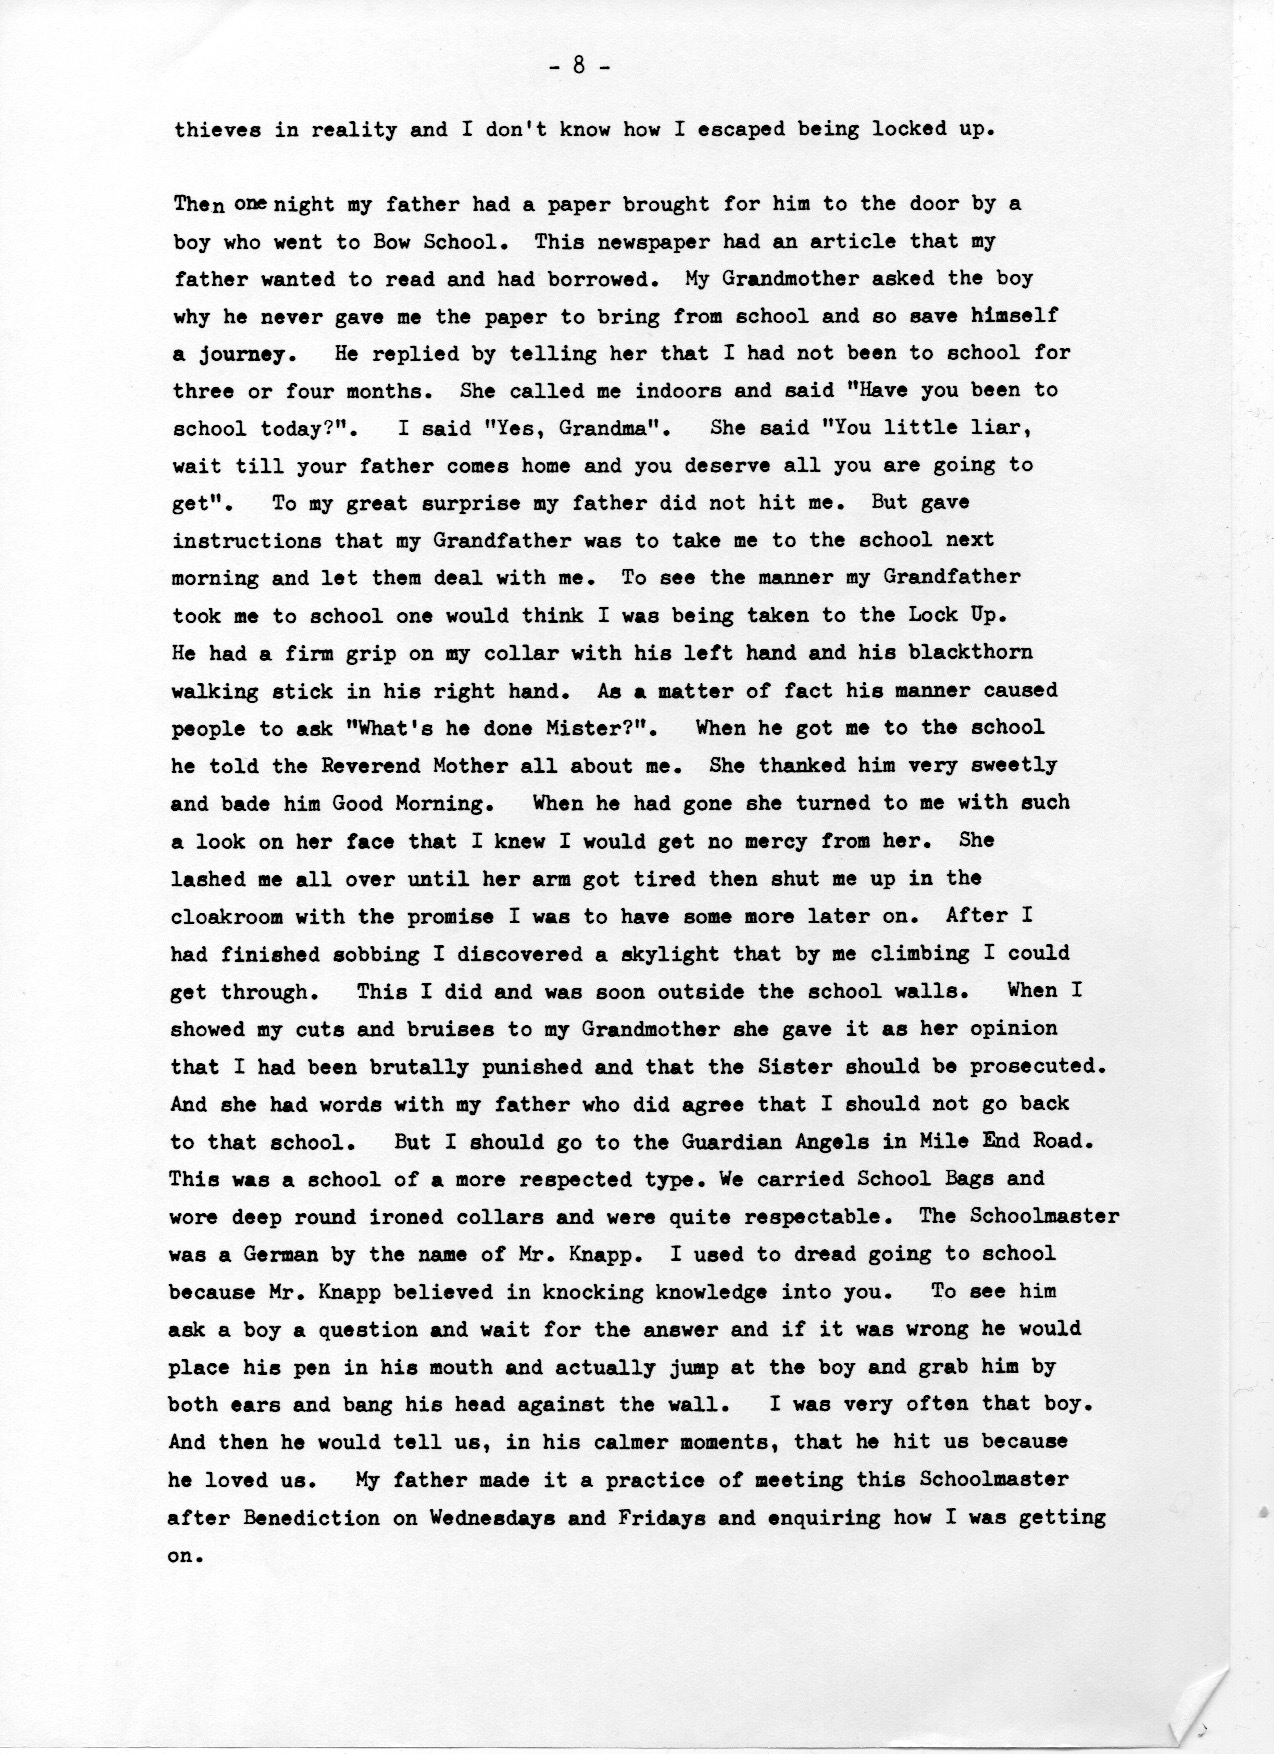 - 8 -
thieves in reality and I don't know how I escaped being locked up.
Then one night my father had a paper brought for him to the door by a
boy who went to Bow School. This newspaper had an article that my
father wanted to read and had borrowed. My Grandmother asked the boy
why he never gave me the paper to bring from school and so save himself
a journey. He replied by telling her that I had not been to school for
three or four months. She called me indoors and said "Have you been to
school today?". I said "Yes, Grandma". She said "You little liar,
wait till your father comes home and you deserve all you are going to
get". To my great surprise my father did not hit me. But gave
instructions that my Grandfather was to take me to the school next
morning and let them deal with me. To see the manner my Grandfather
took me to school one would think I was being taken to the Lock Up.
He had a firm grip on my collar with his left hand and his blackthorn
walking stick in his right hand. As a matter of fact his manner caused
people to ask "What's he done Mister?". When he got me to the school
he told the Reverend Mother all about me. She thanked him very sweetly
and bade him Good Morning. When he had gone she turned to me with such
a look on her face that I knew I would get no mercy from her. She
lashed me all over until her arm got tired then shut me up in the
cloakroom with the promise I was to have some more later on. After I
had finished sobbing I discovered a skylight that by me climbing I could
get through. This I did and was soon outside the school walls. When I
showed my cuts and bruises to my Grandmother she gave it as her opinion
that I had been brutally punished and that the Sister should be prosecuted.
And she had words with my father who did agree that I should not go back
to that school. But I should go to the Guardian Angels in Mile End Road.
This was a school of a more respected type. We carried School Bags and
wore deep round ironed collars and were quite respectable. The Schoolmaster
was a German by the name of Mr. Knapp. I used to dread going to school
because Mr. Knapp believed in knocking knowledge into you. To see him
ask a boy a question and wait for the answer and if it was wrong he would
place his pen in his mouth and actually jump at the boy and grab him by
both ears and bang his head against the wall. I was very often that boy.
And then he would tell us, in his calmer moments, that he hit us because
he loved us. My father made it a practice of meeting this Schoolmaster
after Benediction on Wednesdays and Fridays and enquiring how I was getting
on.